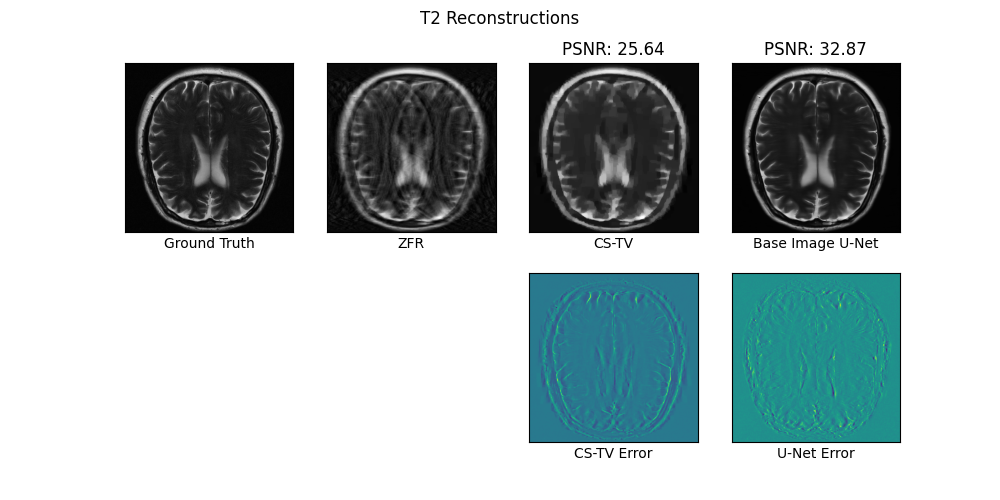 T2 Reconstructions
PSNR: 25.64
PSNR: 32.87
Ground Truth
ZFR
CS-TV
Base Image U-Net
CS-TV Error
U-Net Error